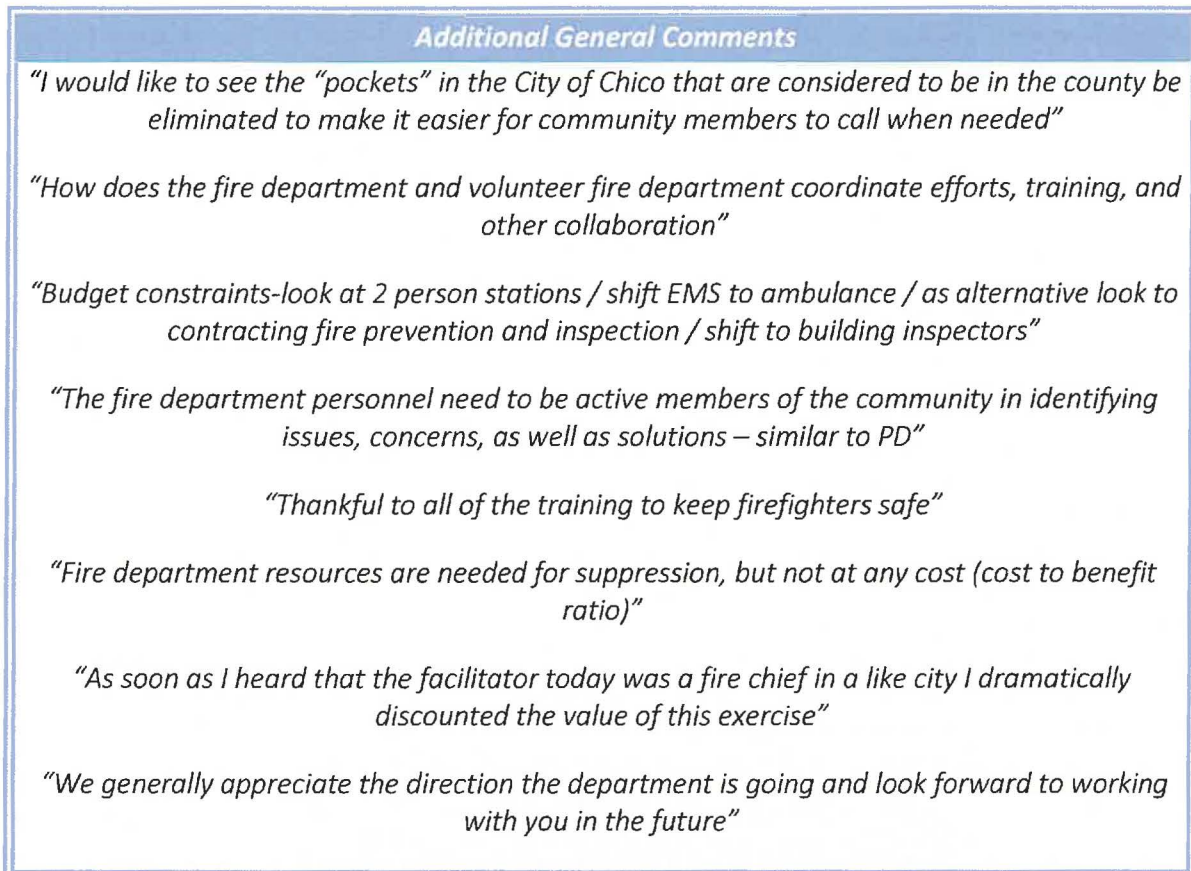 Additional General Comments
"I would like to see the "pockets" in the City of Chico that are considered to be in the county be
eliminated to make it easier for community members to call when needed"
"How does the fire department and volunteer fire department coordinate efforts, training, and
other collaboration"
"Budget constraints-look at 2 person stations / shift EMS to ambulance / as alternative look to
contracting fire prevention and inspection / shift to building inspectors"
"The fire department personnel need to be active members of the community in identifying
issues, concerns, as well as solutions – similar to PD"
"Thankful to all of the training to keep firefighters safe"
"Fire department resources are needed for suppression, but not at any cost (cost to benefit
ratio)"
"As soon as I heard that the facilitator today was a fire chief in a like city I dramatically
discounted the value of this exercise"
"We generally appreciate the direction the department is going and look forward to working
with you in the future"